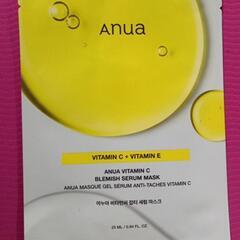 Anua
VITAMIN C + VITAMIN E
ANUA VITAMIN C
BLEMISH SERUM MASK
ANUA MASQUE GEL SÉRUM ANTI-TACHES VITAMIN C
아누아 비타민씨 잡티 세럼 마스크
25 ML / 0.84 FL. OZ